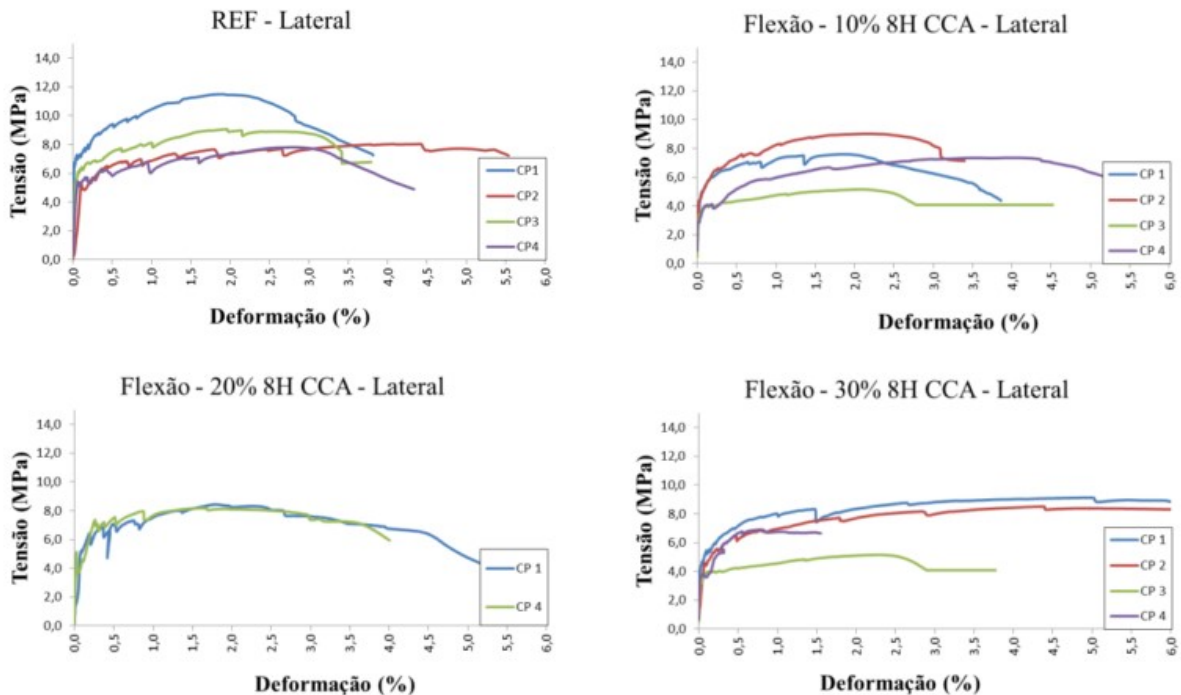 REF - Lateral
Tensão (MPa)
14,0
12,0
10,0
8,0
6,0
4,0
2,0
0,0
0,0 0,5 1,0 1,5 2,0 2,5 3,0 3,5 4,0 4,5 5,0 5,5 6,0
Deformação (%)
CP1
CP2
CP3
CP4
Flexão - 10% 8H CCA - Lateral
Tensão (MPa)
14,0
12,0
10,0
8,0
6,0
4,0
2,0
0,0
0,0 0,5 1,0 1,5 2,0 2,5 3,0 3,5 4,0 4,5 5,0 5,5 6,0
Deformação (%)
CP 1
CP 2
CP 3
CP 4
Flexão - 20% 8H CCA - Lateral
Tensão (MPa)
14,0
12,0
10,0
8,0
6,0
4,0
2,0
0,0
0,0 0,5 1,0 1,5 2,0 2,5 3,0 3,5 4,0 4,5 5,0 5,5 6,0
Deformação (%)
CP 1
CP 4
Flexão - 30% 8H CCA - Lateral
Tensão (MPa)
14,0
12,0
10,0
8,0
6,0
4,0
2,0
0,0
0,0 0,5 1,0 1,5 2,0 2,5 3,0 3,5 4,0 4,5 5,0 5,5 6,0
Deformação (%)
CP 1
CP 2
CP 3
CP 4